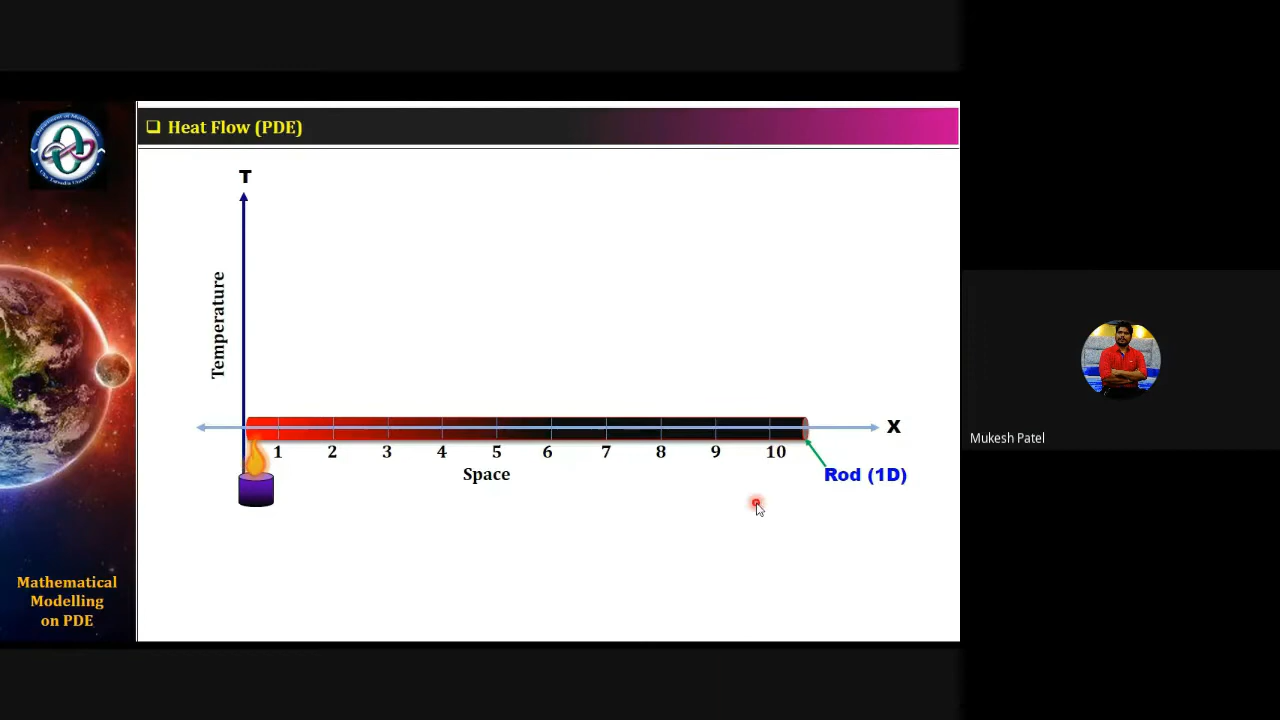 ❑ Heat Flow (PDE)
T
Temperature
X
1 2 3 4 5 6 7 8 9 10
Space
Rod (1D)
Mathematical
Modelling
on PDE
Mukesh Patel